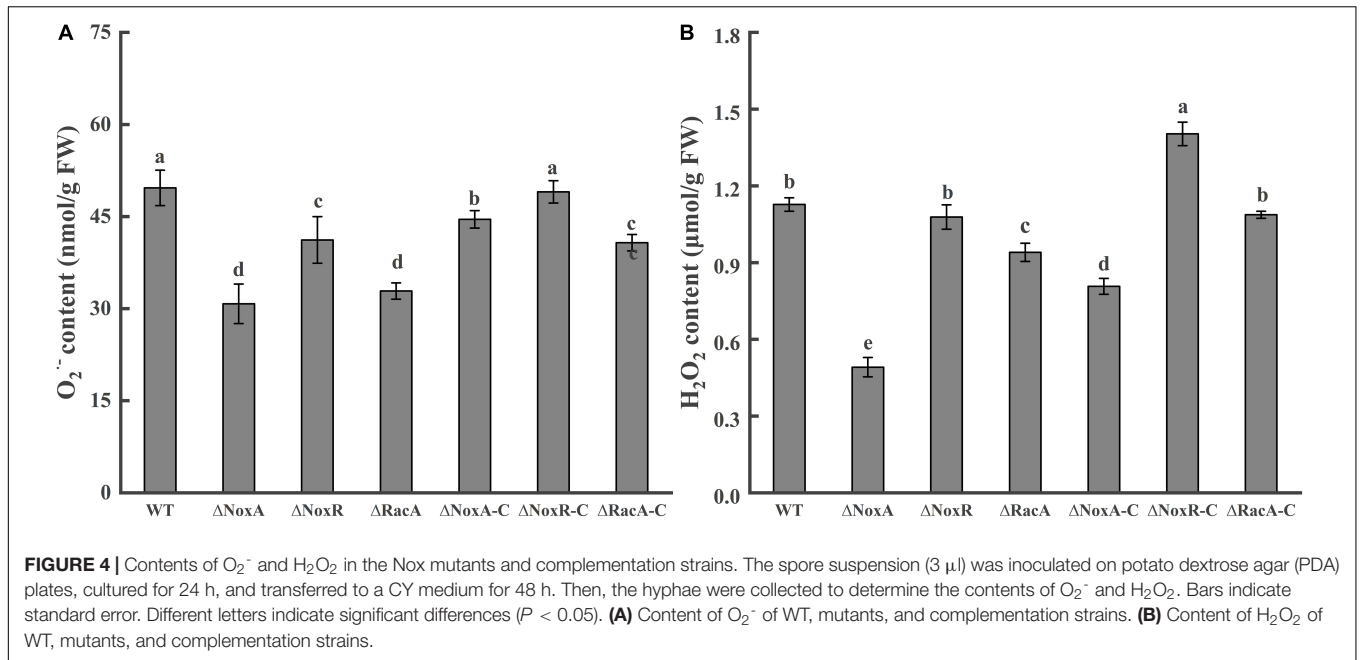 A
75
60
45
30
15
0
O₂˙⁻ content (nmol/g FW)
a
d
c
d
b
a
c
c
WT ΔNoxA ΔNoxR ΔRacA ΔNoxA-C ΔNoxR-C ΔRacA-C
B
1.8
1.5
1.2
0.9
0.6
0.3
0.0
H₂O₂ content (μmol/g FW)
b
e
b
c
d
a
b
WT ΔNoxA ΔNoxR ΔRacA ΔNoxA-C ΔNoxR-C ΔRacA-C
FIGURE 4 | Contents of O₂⁻ and H₂O₂ in the Nox mutants and complementation strains. The spore suspension (3 μl) was inoculated on potato dextrose agar (PDA)
plates, cultured for 24 h, and transferred to a CY medium for 48 h. Then, the hyphae were collected to determine the contents of O₂⁻ and H₂O₂. Bars indicate
standard error. Different letters indicate significant differences (P < 0.05). (A) Content of O₂⁻ of WT, mutants, and complementation strains. (B) Content of H₂O₂ of
WT, mutants, and complementation strains.